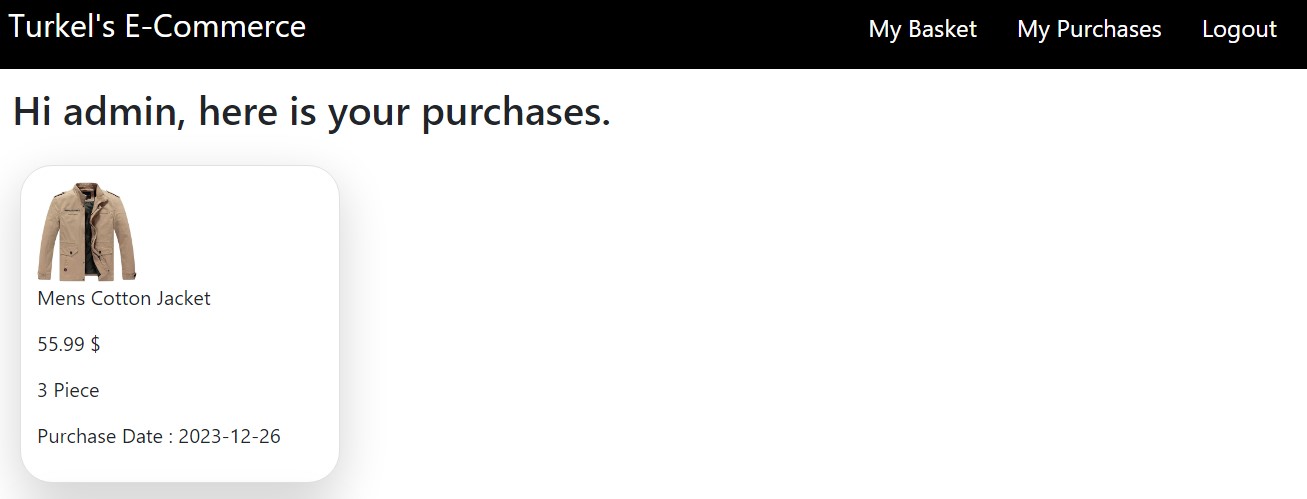 Turkel's E-Commerce
My Basket My Purchases Logout
Hi admin, here is your purchases.
Mens Cotton Jacket
55.99 $
3 Piece
Purchase Date : 2023-12-26